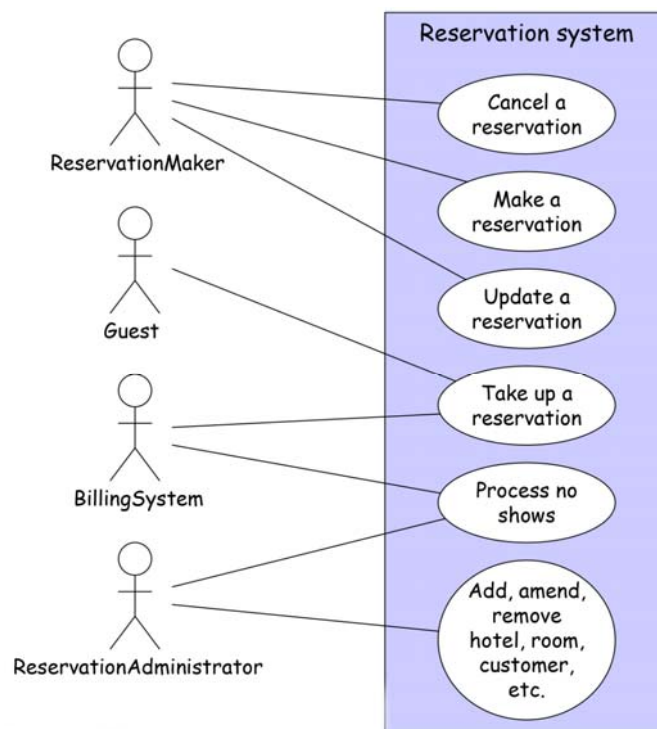 Reservation system
Cancel a
reservation
ReservationMaker
Make a
reservation
Update a
reservation
Guest
Take up a
reservation
BillingSystem
Process no
shows
Add, amend,
remove
hotel, room,
customer,
etc.
ReservationAdministrator